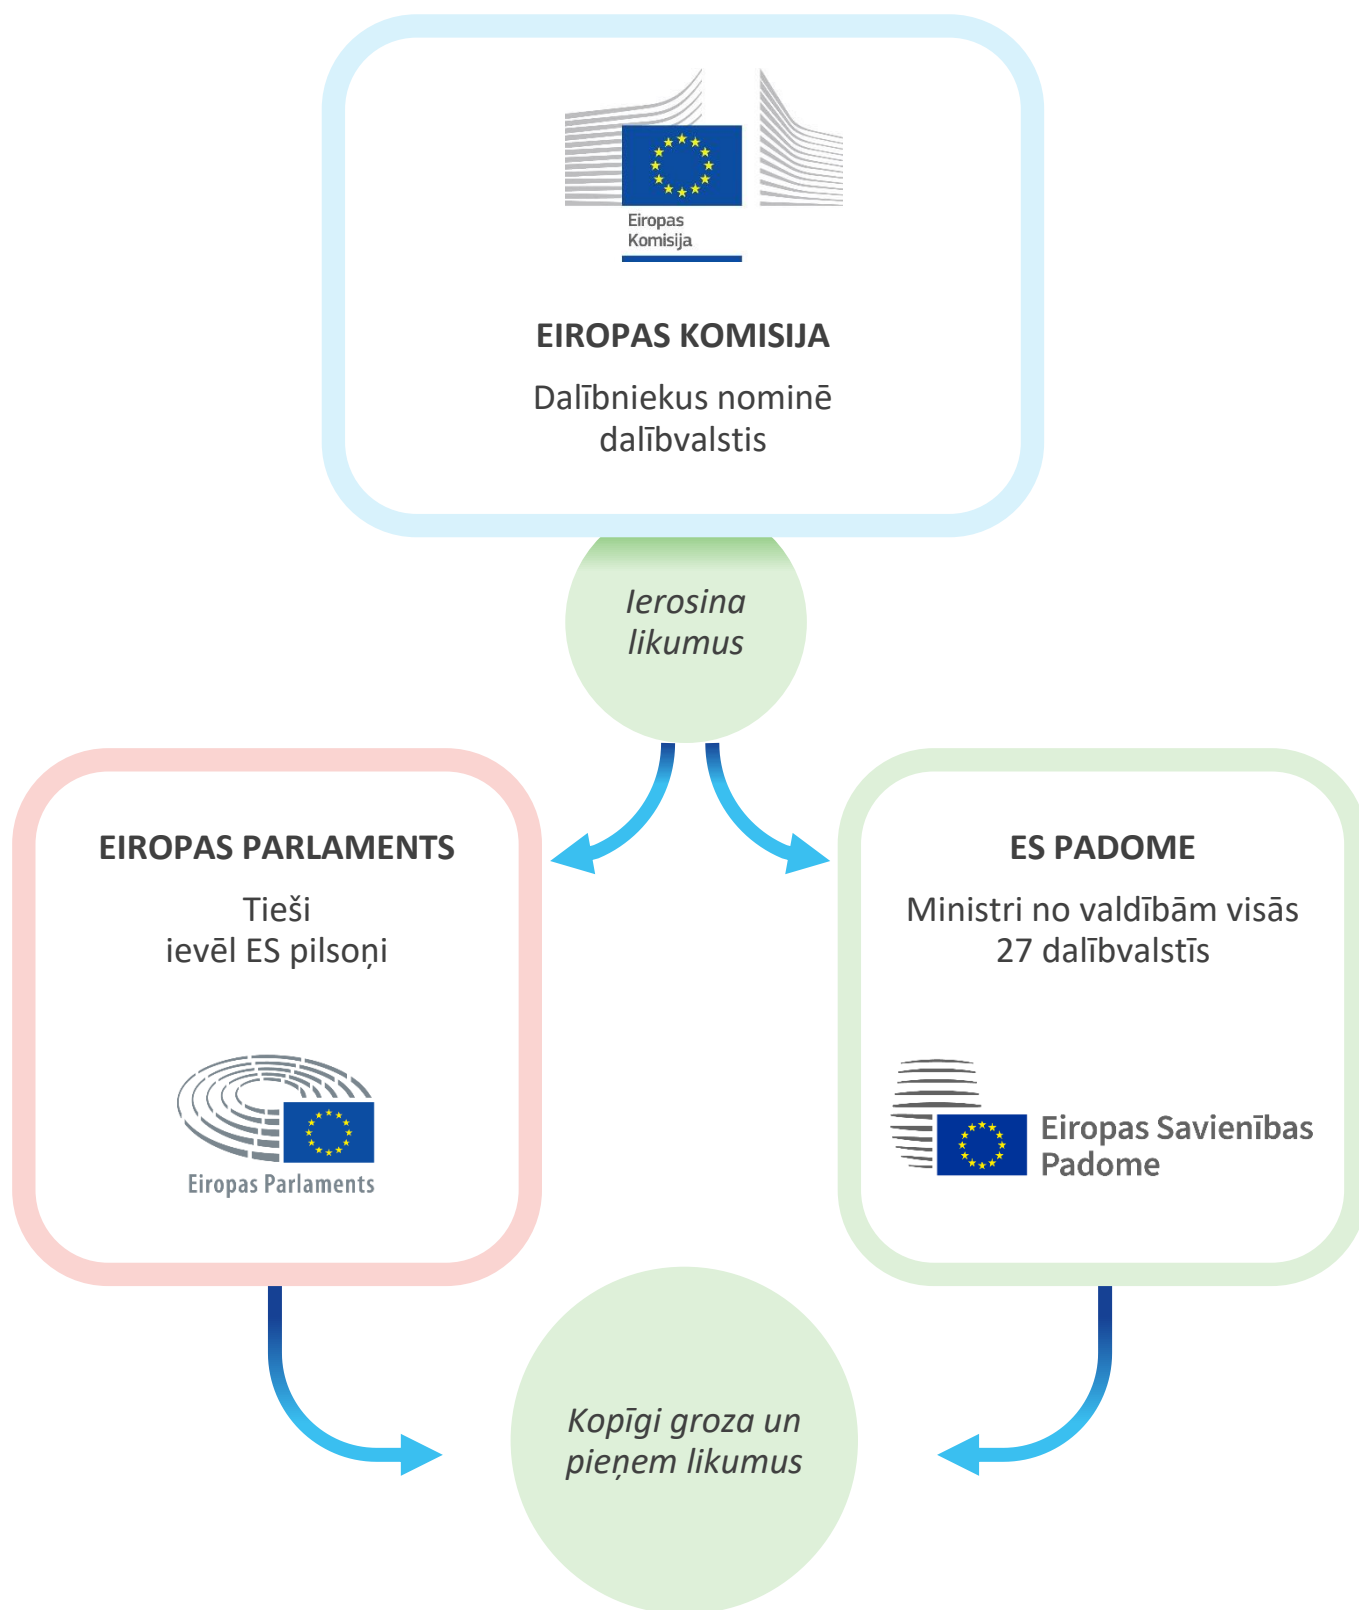 Eiropas
Komisija
EIROPAS KOMISIJA
Dalībniekus nominē
dalībvalstis
Ierosina
likumus
EIROPAS PARLAMENTS
Tieši
ievēl ES pilsoņi
Eiropas Parlaments
ES PADOME
Ministri no valdībām visās
27 dalībvalstīs
Eiropas Savienības
Padome
Kopīgi groza un
pieņem likumus